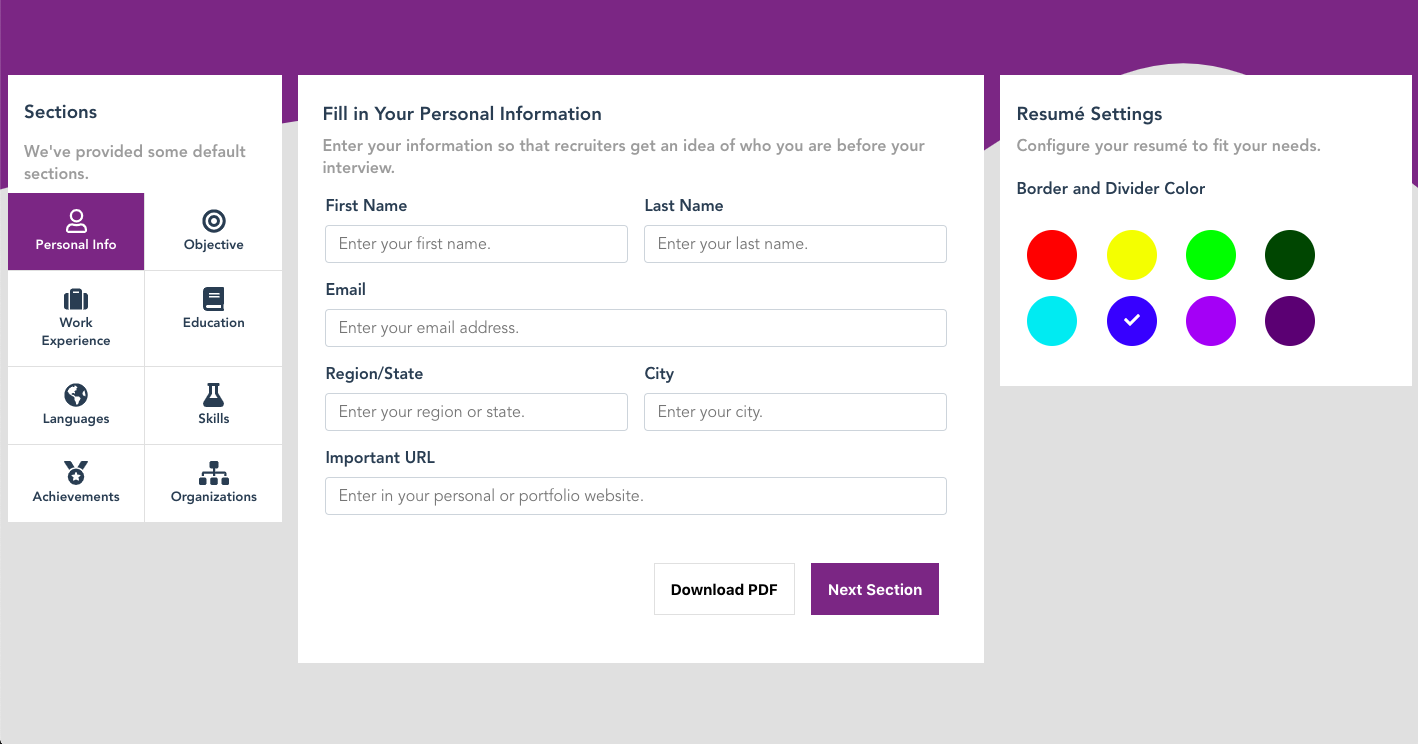 Sections
We've provided some default
sections.
Personal Info
Objective
Work
Experience
Education
Languages
Skills
Achievements
Organizations
Fill in Your Personal Information
Enter your information so that recruiters get an idea of who you are before your
interview.
First Name
Last Name
Enter your first name.
Enter your last name.
Email
Enter your email address.
Region/State
City
Enter your region or state.
Enter your city.
Important URL
Enter in your personal or portfolio website.
Download PDF
Next Section
Resumé Settings
Configure your resumé to fit your needs.
Border and Divider Color